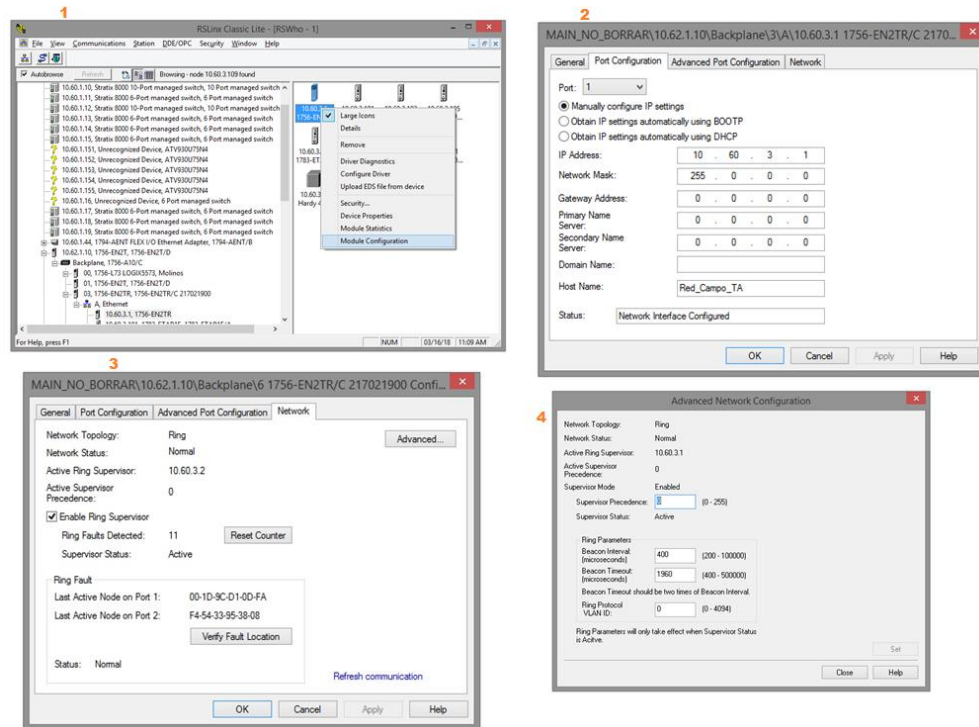 1
RSLinx Classic Lite - [RSWho - 1]
File View Communications Station DDE/OPC Security Window Help
Autobrowse Refresh Browsing - node 10.60.3.109 found
10.60.1.10, Stratix 8000 10-Port managed switch, 10 Port managed switch
10.60.1.11, Stratix 8000 6-Port managed switch, 6 Port managed switch
10.60.1.12, Stratix 8000 10-Port managed switch, 10 Port managed switch
10.60.1.13, Stratix 8000 6-Port managed switch, 6 Port managed switch
10.60.1.14, Stratix 8000 6-Port managed switch, 6 Port managed switch
10.60.1.15, Stratix 8000 6-Port managed switch, 6 Port managed switch
10.60.1.151, Unrecognized Device, ATV930U75N4
10.60.1.152, Unrecognized Device, ATV930U75N4
10.60.1.153, Unrecognized Device, ATV930U75N4
10.60.1.154, Unrecognized Device, ATV930U75N4
10.60.1.155, Unrecognized Device, ATV930U75N4
10.60.1.16, Unrecognized Device, 6 Port managed switch
10.60.1.17, Stratix 8000 6-Port managed switch, 6 Port managed switch
10.60.1.18, Stratix 8000 6-Port managed switch, 6 Port managed switch
10.60.1.19, Stratix 8000 6-Port managed switch, 6 Port managed switch
10.60.1.44, 1794-AENT FLEX I/O Ethernet Adapter, 1794-AENT/B
10.62.1.10, 1756-EN2T, 1756-EN2T/D
Backplane, 1756-A10/C
00, 1756-L73 LOGIX5573, Molinos
01, 1756-EN2T, 1756-EN2T/D
03, 1756-EN2TR, 1756-EN2TR/C 217021900
A, Ethernet
10.60.3.1, 1756-EN2TR
Large Icons
Details
Remove
Driver Diagnostics
Configure Driver
Upload EDS file from device
Security...
Device Properties
Module Statistics
Module Configuration
For Help, press F1 NUM 03/16/18 11:09 AM
2
MAIN_NO_BORRAR\10.62.1.10\Backplane\3\A\10.60.3.1 1756-EN2TR/C 2170...
General Port Configuration Advanced Port Configuration Network
Port: 1
Manually configure IP settings
Obtain IP settings automatically using BOOTP
Obtain IP settings automatically using DHCP
IP Address: 10 . 60 . 3 . 1
Network Mask: 255 . 0 . 0 . 0
Gateway Address: 0 . 0 . 0 . 0
Primary Name Server: 0 . 0 . 0 . 0
Secondary Name Server: 0 . 0 . 0 . 0
Domain Name:
Host Name: Red_Campo_TA
Status: Network Interface Configured
OK Cancel Apply Help
3
MAIN_NO_BORRAR\10.62.1.10\Backplane\6 1756-EN2TR/C 217021900 Confi...
General Port Configuration Advanced Port Configuration Network
Network Topology: Ring Advanced...
Network Status: Normal
Active Ring Supervisor: 10.60.3.2
Active Supervisor Precedence: 0
Enable Ring Supervisor
Ring Faults Detected: 11 Reset Counter
Supervisor Status: Active
Ring Fault
Last Active Node on Port 1: 00-1D-9C-D1-0D-FA
Last Active Node on Port 2: F4-54-33-95-38-08
Verify Fault Location
Status: Normal
Refresh communication
OK Cancel Apply Help
4
Advanced Network Configuration
Network Topology: Ring
Network Status: Normal
Active Ring Supervisor: 10.60.3.1
Active Supervisor Precedence: 0
Supervisor Mode Enabled
Supervisor Precedence: 0 (0 - 255)
Supervisor Status: Active
Ring Parameters
Beacon Interval: (microseconds) 400 (200 - 100000)
Beacon Timeout: (microseconds) 1960 (400 - 500000)
Beacon Timeout should be two times of Beacon Interval.
Ring Protocol VLAN ID: 0 (0 - 4094)
Ring Parameters will only take effect when Supervisor Status
is Acitve.
Set
Close Help